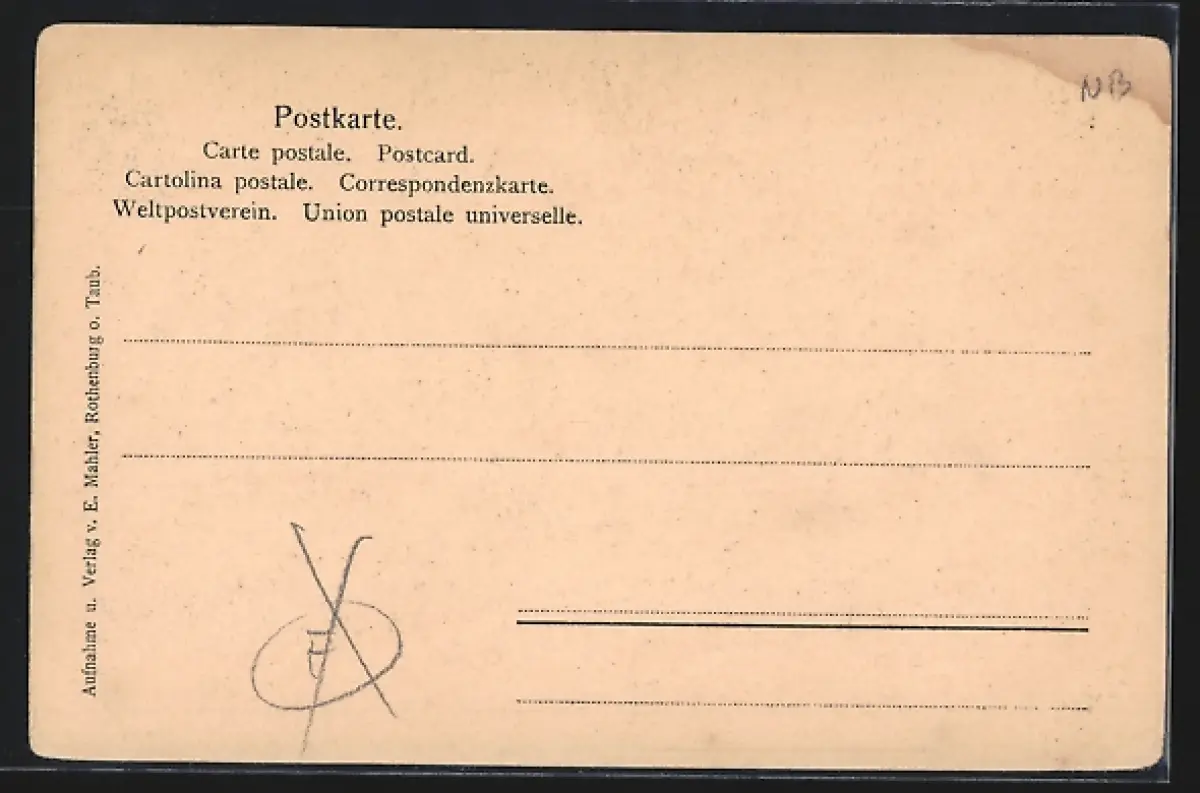 NB
Postkarte.
Carte postale. Postcard.
Cartolina postale. Correspondenzkarte.
Weltpostverein. Union postale universelle.
Aufnahme u. Verlag v. E. Mahler, Rothenburg o. Taub.